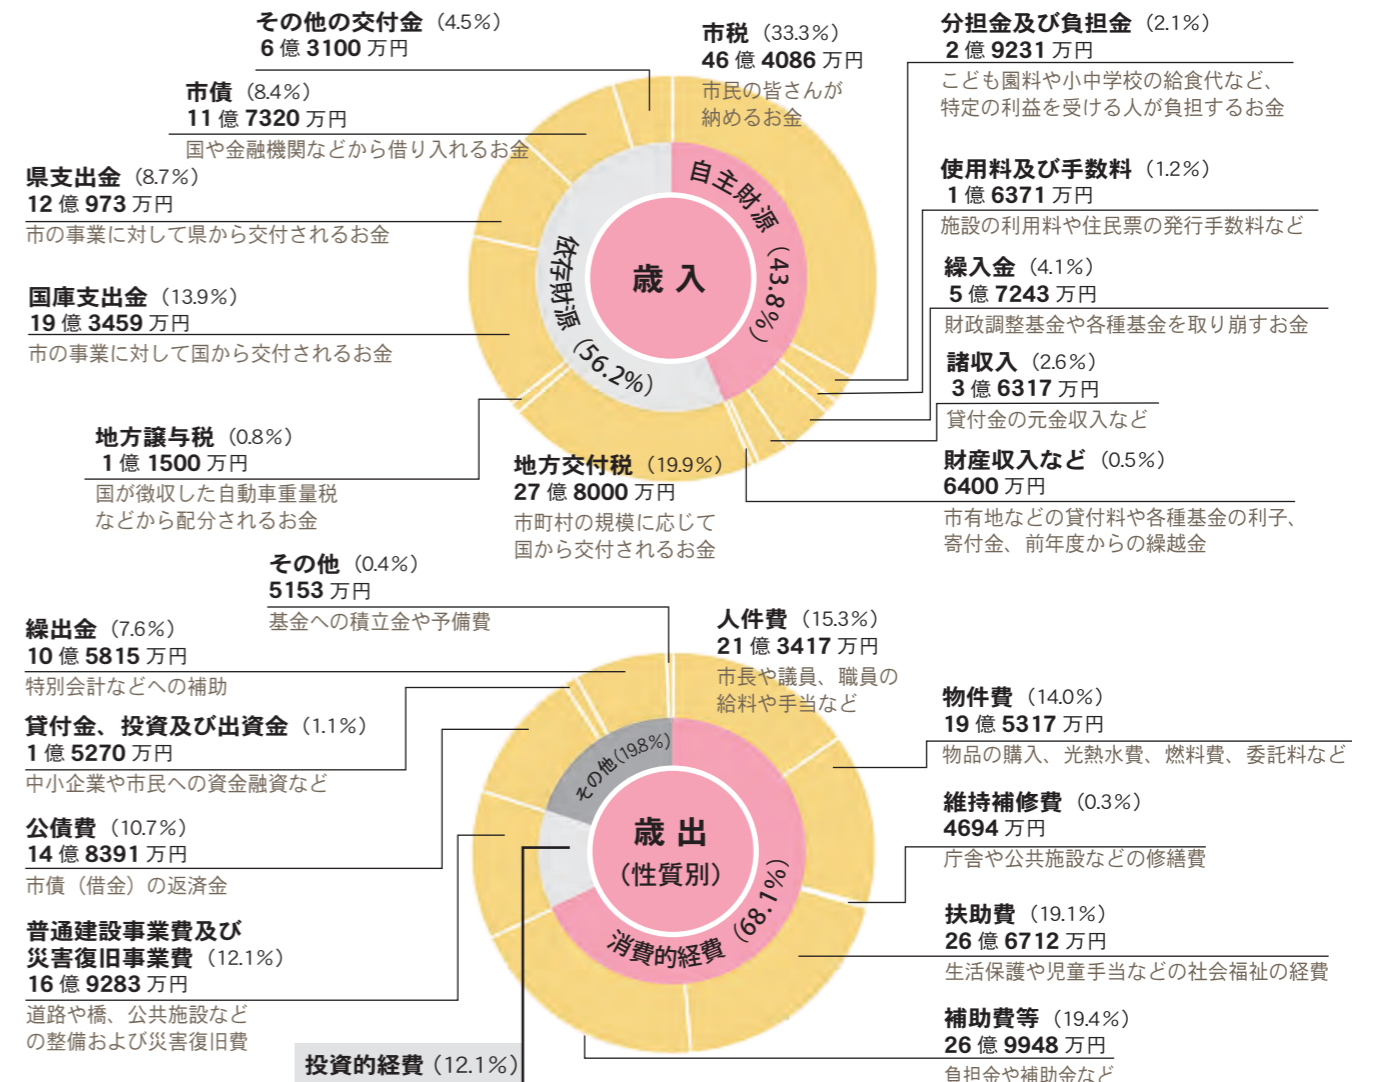 その他の交付金（4.5%）
6 億 3100 万円
市債（8.4%）
11 億 7320 万円
国や金融機関などから借り入れるお金
県支出金（8.7%）
12 億 973 万円
市の事業に対して県から交付されるお金
国庫支出金（13.9%）
19 億 3459 万円
市の事業に対して国から交付されるお金
地方譲与税（0.8%）
1 億 1500 万円
国が徴収した自動車重量税
などから配分されるお金
地方交付税（19.9%）
27 億 8000 万円
市町村の規模に応じて
国から交付されるお金
市税（33.3%）
46 億 4086 万円
市民の皆さんが
納めるお金
歳 入
自主財源（43.8%）
依存財源（56.2%）
分担金及び負担金（2.1%）
2 億 9231 万円
こども園料や小中学校の給食代など、
特定の利益を受ける人が負担するお金
使用料及び手数料（1.2%）
1 億 6371 万円
施設の利用料や住民票の発行手数料など
繰入金（4.1%）
5 億 7243 万円
財政調整基金や各種基金を取り崩すお金
諸収入（2.6%）
3 億 6317 万円
貸付金の元金収入など
財産収入など（0.5%）
6400 万円
市有地などの貸付料や各種基金の利子、
寄付金、前年度からの繰越金
その他（0.4%）
5153 万円
基金への積立金や予備費
繰出金（7.6%）
10 億 5815 万円
特別会計などへの補助
貸付金、投資及び出資金（1.1%）
1 億 5270 万円
中小企業や市民への資金融資など
公債費（10.7%）
14 億 8391 万円
市債（借金）の返済金
普通建設事業費及び
災害復旧事業費（12.1%）
16 億 9283 万円
道路や橋、公共施設など
の整備および災害復旧費
投資的経費（12.1%）
歳 出
（性質別）
その他（19.8%）
消費的経費（68.1%）
人件費（15.3%）
21 億 3417 万円
市長や議員、職員の
給料や手当など
物件費（14.0%）
19 億 5317 万円
物品の購入、光熱水費、燃料費、委託料など
維持補修費（0.3%）
4694 万円
庁舎や公共施設などの修繕費
扶助費（19.1%）
26 億 6712 万円
生活保護や児童手当などの社会福祉の経費
補助費等（19.4%）
26 億 9948 万円
負担金や補助金など